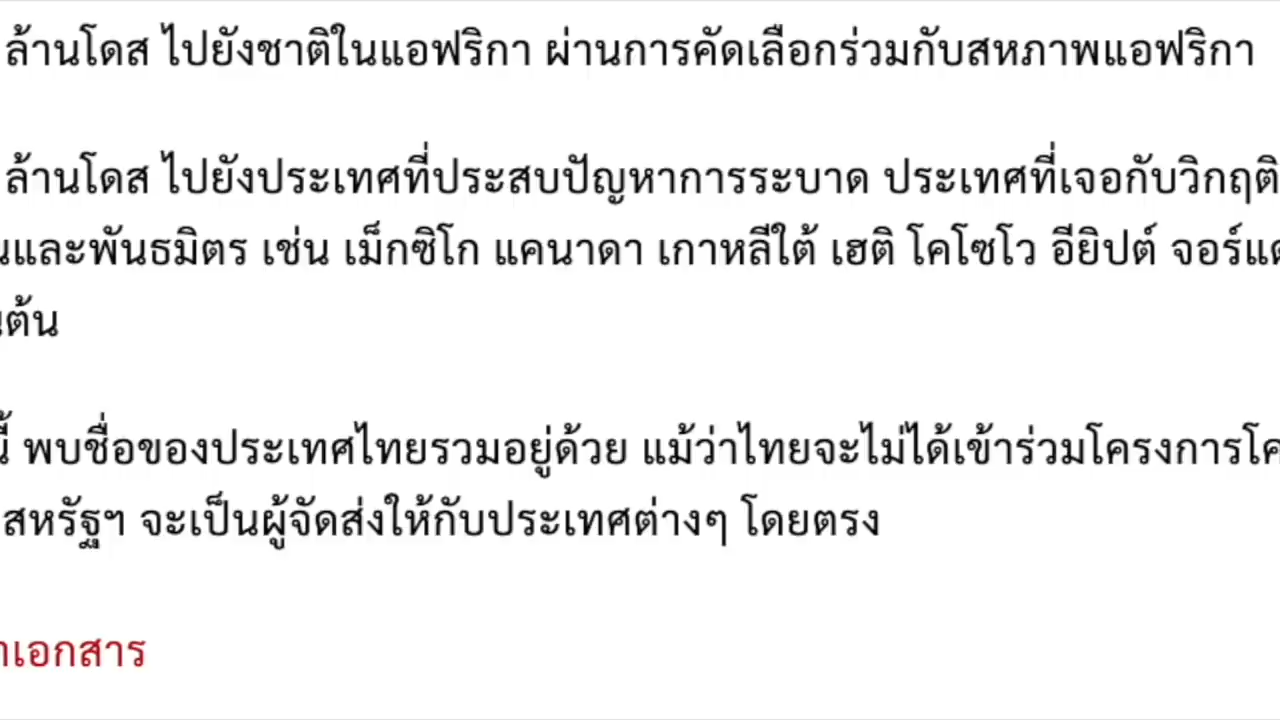 ล้านโดส ไปยังชาติในแอฟริกา ผ่านการคัดเลือกร่วมกับสหภาพแอฟริกา
ล้านโดส ไปยังประเทศที่ประสบปัญหาการระบาด ประเทศที่เจอกับวิกฤติ
และพันธมิตร เช่น เม็กซิโก แคนาดา เกาหลีใต้ เฮติ โคโซโว อียิปต์
ต้น
พบชื่อของประเทศไทยรวมอยู่ด้วย แม้ว่าไทยจะไม่ได้เข้าร่วมโครงการ
สหรัฐฯ จะเป็นผู้จัดส่งให้กับประเทศต่างๆ โดยตรง
เอกสาร